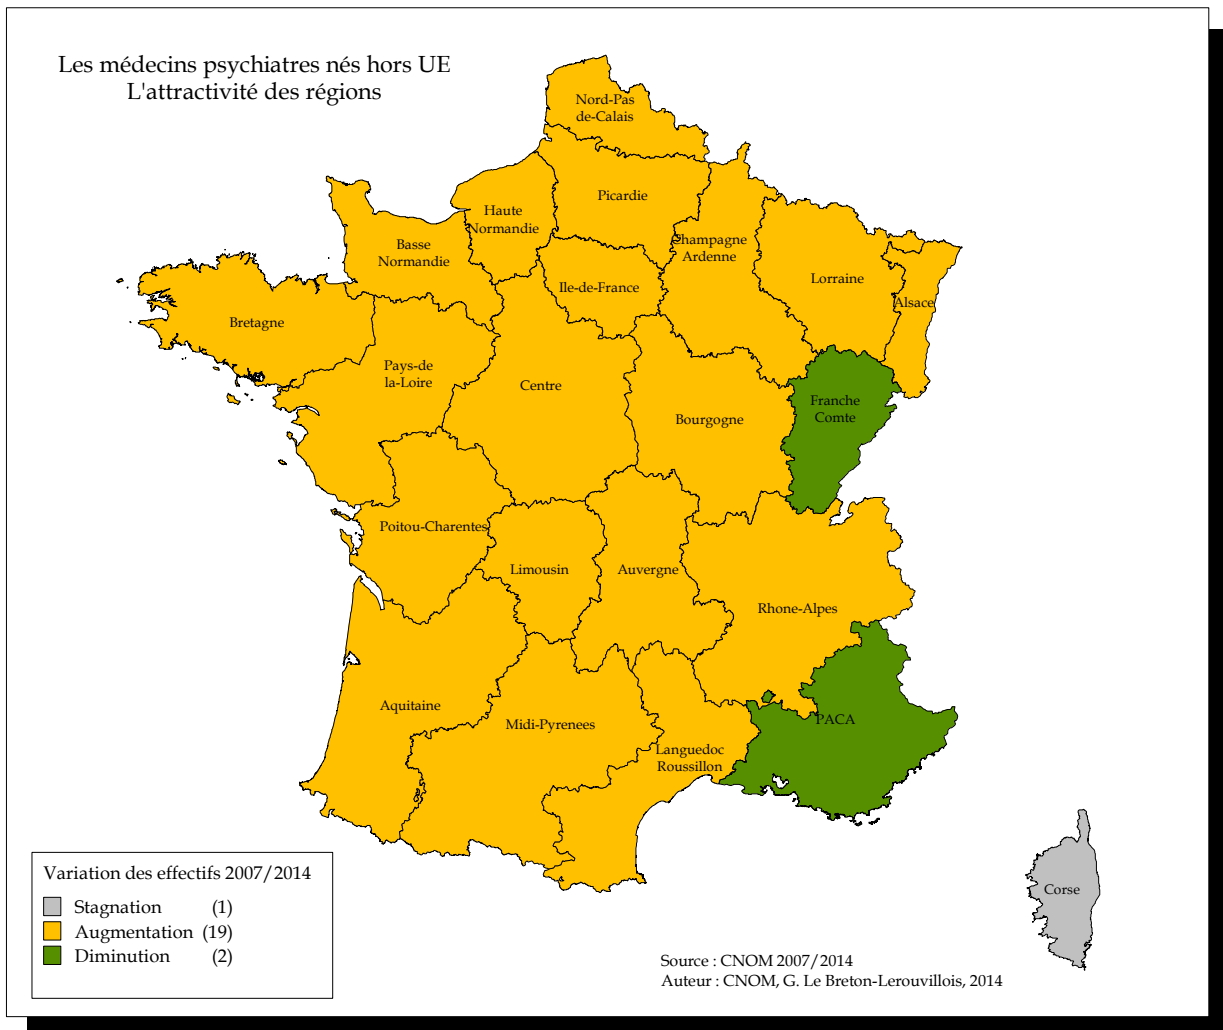 Les médecins psychiatres nés hors UE
L'attractivité des régions
Nord-Pas
de-Calais
Picardie
Haute
Normandie
Basse
Normandie
Champagne
Ardenne
Lorraine
Alsace
Ile-de-France
Bretagne
Pays-de
la-Loire
Centre
Bourgogne
Franche
Comte
Poitou-Charentes
Limousin
Auvergne
Rhone-Alpes
Aquitaine
Midi-Pyrenees
Languedoc
Roussillon
PACA
Corse
Variation des effectifs 2007/2014
Stagnation (1)
Augmentation (19)
Diminution (2)
Source : CNOM 2007/2014
Auteur : CNOM, G. Le Breton-Lerouvillois, 2014